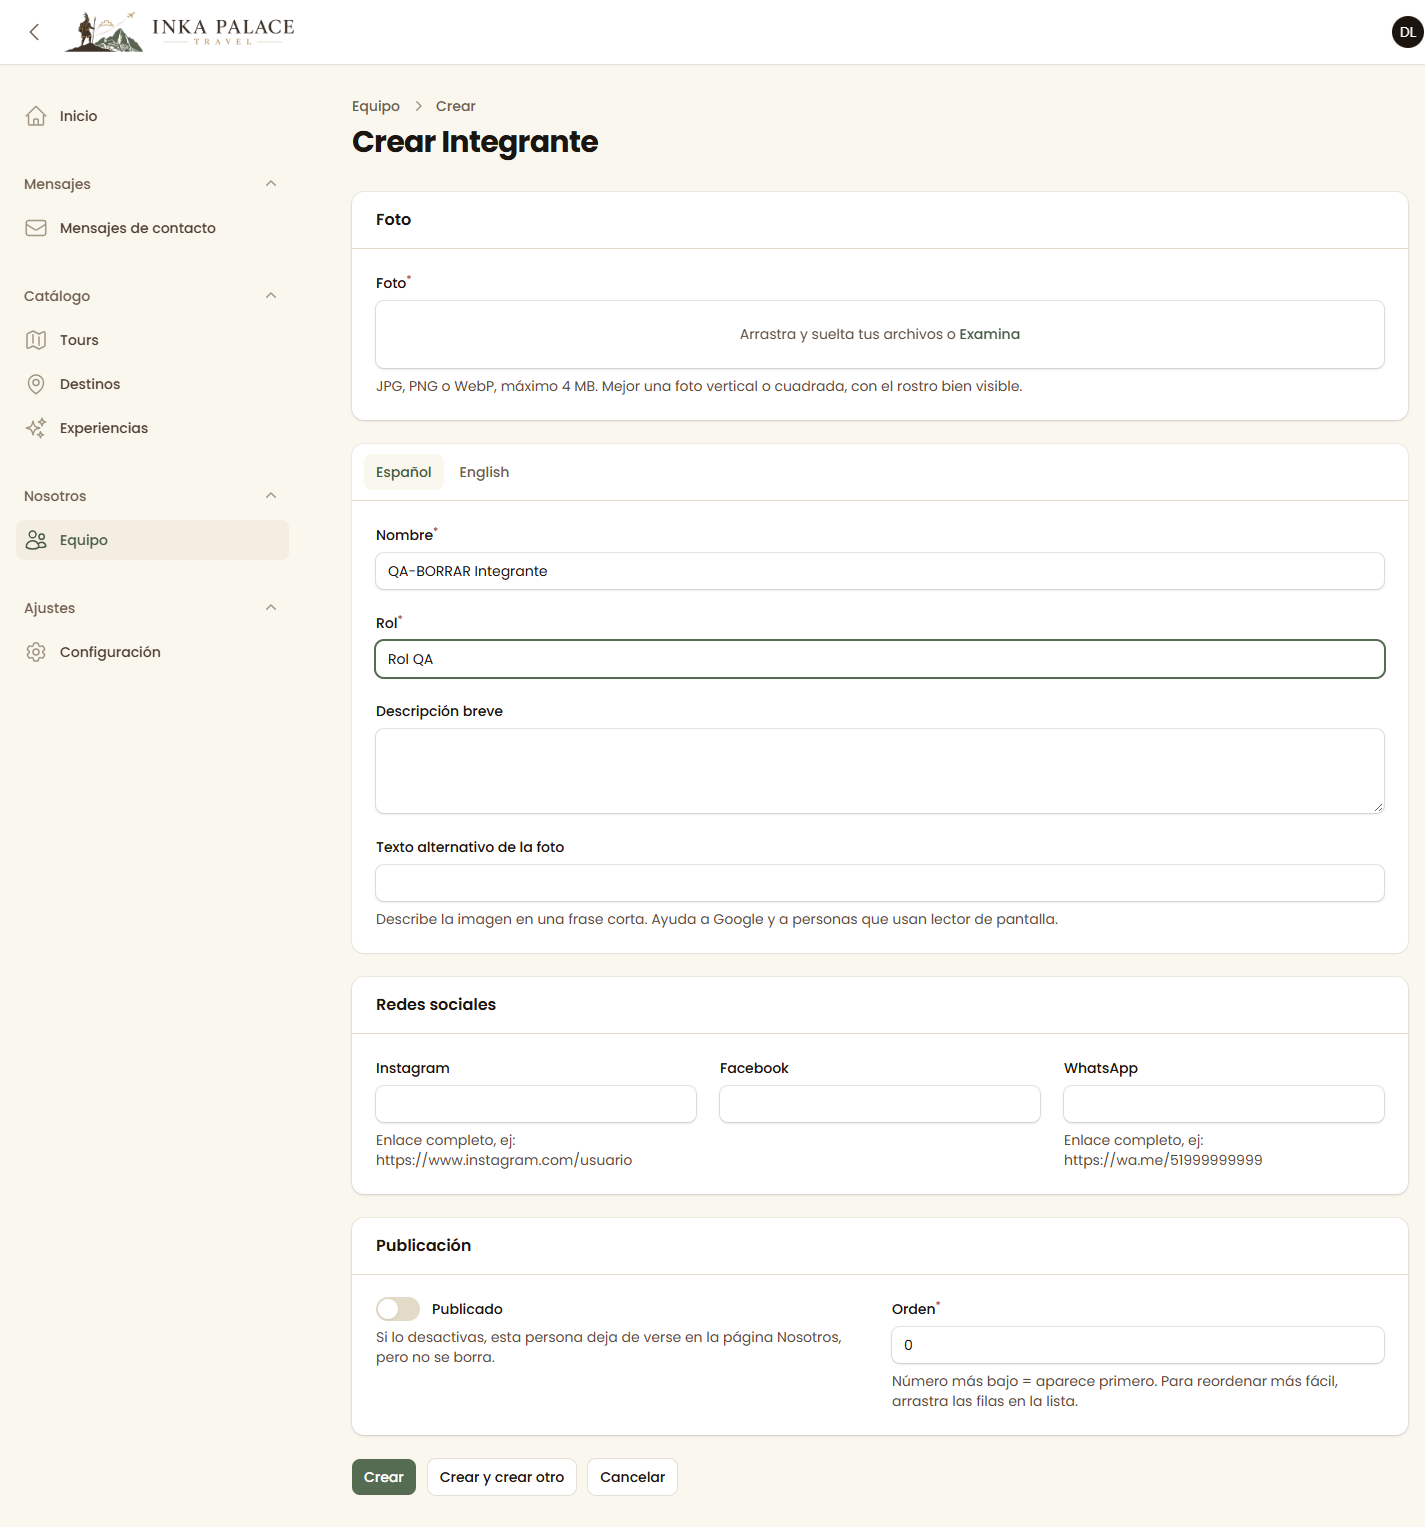 INKA PALACE
TRAVEL
DL
Inicio
Mensajes
Mensajes de contacto
Catálogo
Tours
Destinos
Experiencias
Nosotros
Equipo
Ajustes
Configuración
Equipo > Crear
Crear Integrante
Foto
Foto*
Arrastra y suelta tus archivos o Examina
JPG, PNG o WebP, máximo 4 MB. Mejor una foto vertical o cuadrada, con el rostro bien visible.
Español English
Nombre*
QA-BORRAR Integrante
Rol*
Rol QA
Descripción breve
Texto alternativo de la foto
Describe la imagen en una frase corta. Ayuda a Google y a personas que usan lector de pantalla.
Redes sociales
Instagram
Enlace completo, ej:
https://www.instagram.com/usuario
Facebook
WhatsApp
Enlace completo, ej:
https://wa.me/51999999999
Publicación
Publicado
Si lo desactivas, esta persona deja de verse en la página Nosotros,
pero no se borra.
Orden*
0
Número más bajo = aparece primero. Para reordenar más fácil,
arrastra las filas en la lista.
Crear Crear y crear otro Cancelar